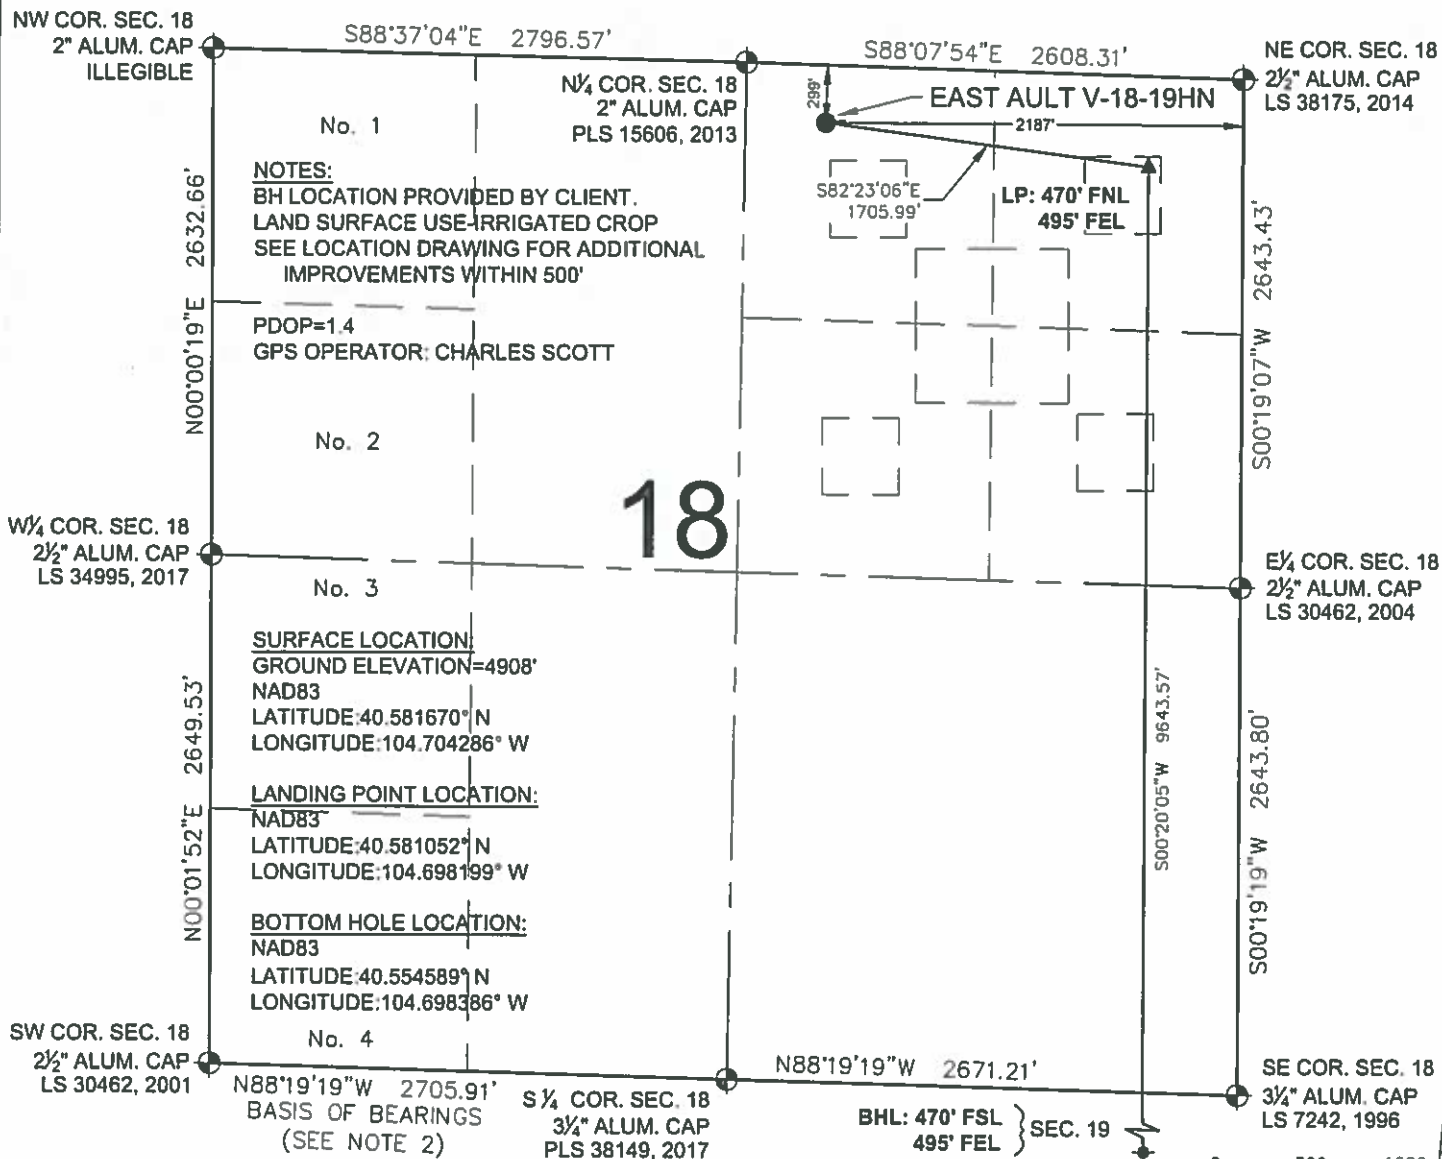 NW COR. SEC. 18
2" ALUM. CAP
ILLEGIBLE
S88°37'04"E 2796.57'
N¼ COR. SEC. 18
2" ALUM. CAP
PLS 15606, 2013
S88°07'54"E 2608.31'
NE COR. SEC. 18
2½" ALUM. CAP
LS 38175, 2014
299'
EAST AULT V-18-19HN
2187'
S82°23'06"E
1705.99'
LP: 470' FNL
495' FEL
No. 1
NOTES:
BH LOCATION PROVIDED BY CLIENT.
LAND SURFACE USE-IRRIGATED CROP
SEE LOCATION DRAWING FOR ADDITIONAL
IMPROVEMENTS WITHIN 500'
PDOP=1.4
GPS OPERATOR: CHARLES SCOTT
N00°00'19"E 2632.66'
S00°19'07"W 2643.43'
No. 2
18
W¼ COR. SEC. 18
2½" ALUM. CAP
LS 34995, 2017
E¼ COR. SEC. 18
2½" ALUM. CAP
LS 30462, 2004
No. 3
SURFACE LOCATION:
GROUND ELEVATION=4908'
NAD83
LATITUDE:40.581670° N
LONGITUDE:104.704286° W
LANDING POINT LOCATION:
NAD83
LATITUDE:40.581052° N
LONGITUDE:104.698199° W
BOTTOM HOLE LOCATION:
NAD83
LATITUDE:40.554589° N
LONGITUDE:104.698386° W
N00°01'52"E 2649.53'
S00°20'05"W 9643.57'
S00°19'19"W 2643.80'
No. 4
SW COR. SEC. 18
2½" ALUM. CAP
LS 30462, 2001
N88°19'19"W 2705.91'
BASIS OF BEARINGS
(SEE NOTE 2)
S¼ COR. SEC. 18
3¼" ALUM. CAP
PLS 38149, 2017
N88°19'19"W 2671.21'
BHL: 470' FSL
495' FEL
SEC. 19
SE COR. SEC. 18
3¼" ALUM. CAP
LS 7242, 1996